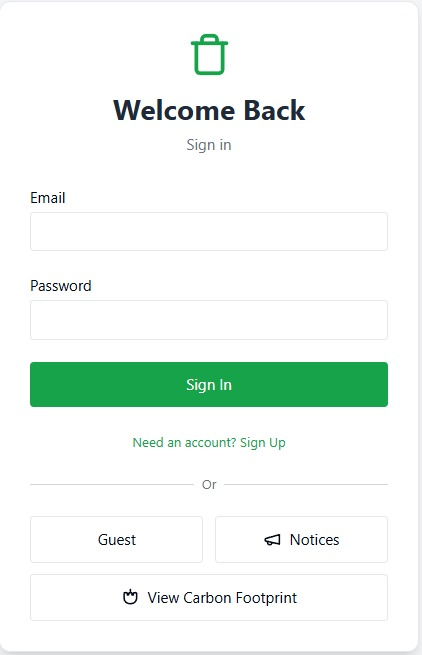 Welcome Back
Sign in
Email
Password
Sign In
Need an account? Sign Up
Or
Guest
Notices
View Carbon Footprint